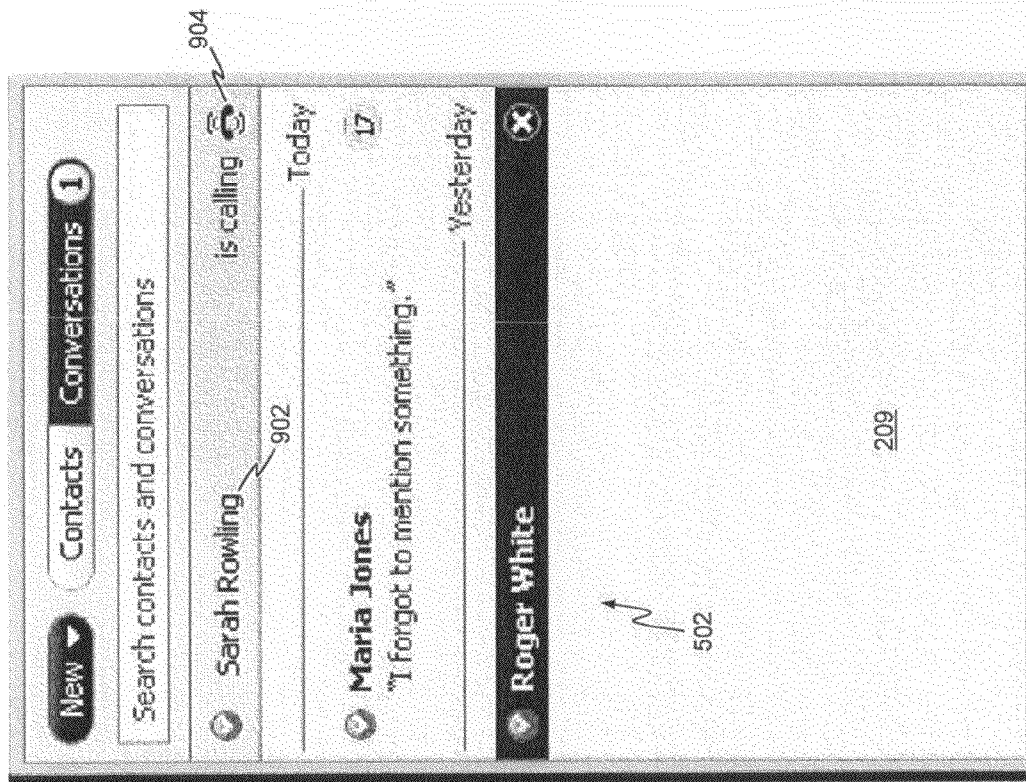 New Contacts Conversations 1
Search contacts and conversations
Sarah Rowling is calling
904
902
Today
Maria Jones 17
"I forgot to mention something."
Yesterday
Roger White
502
209